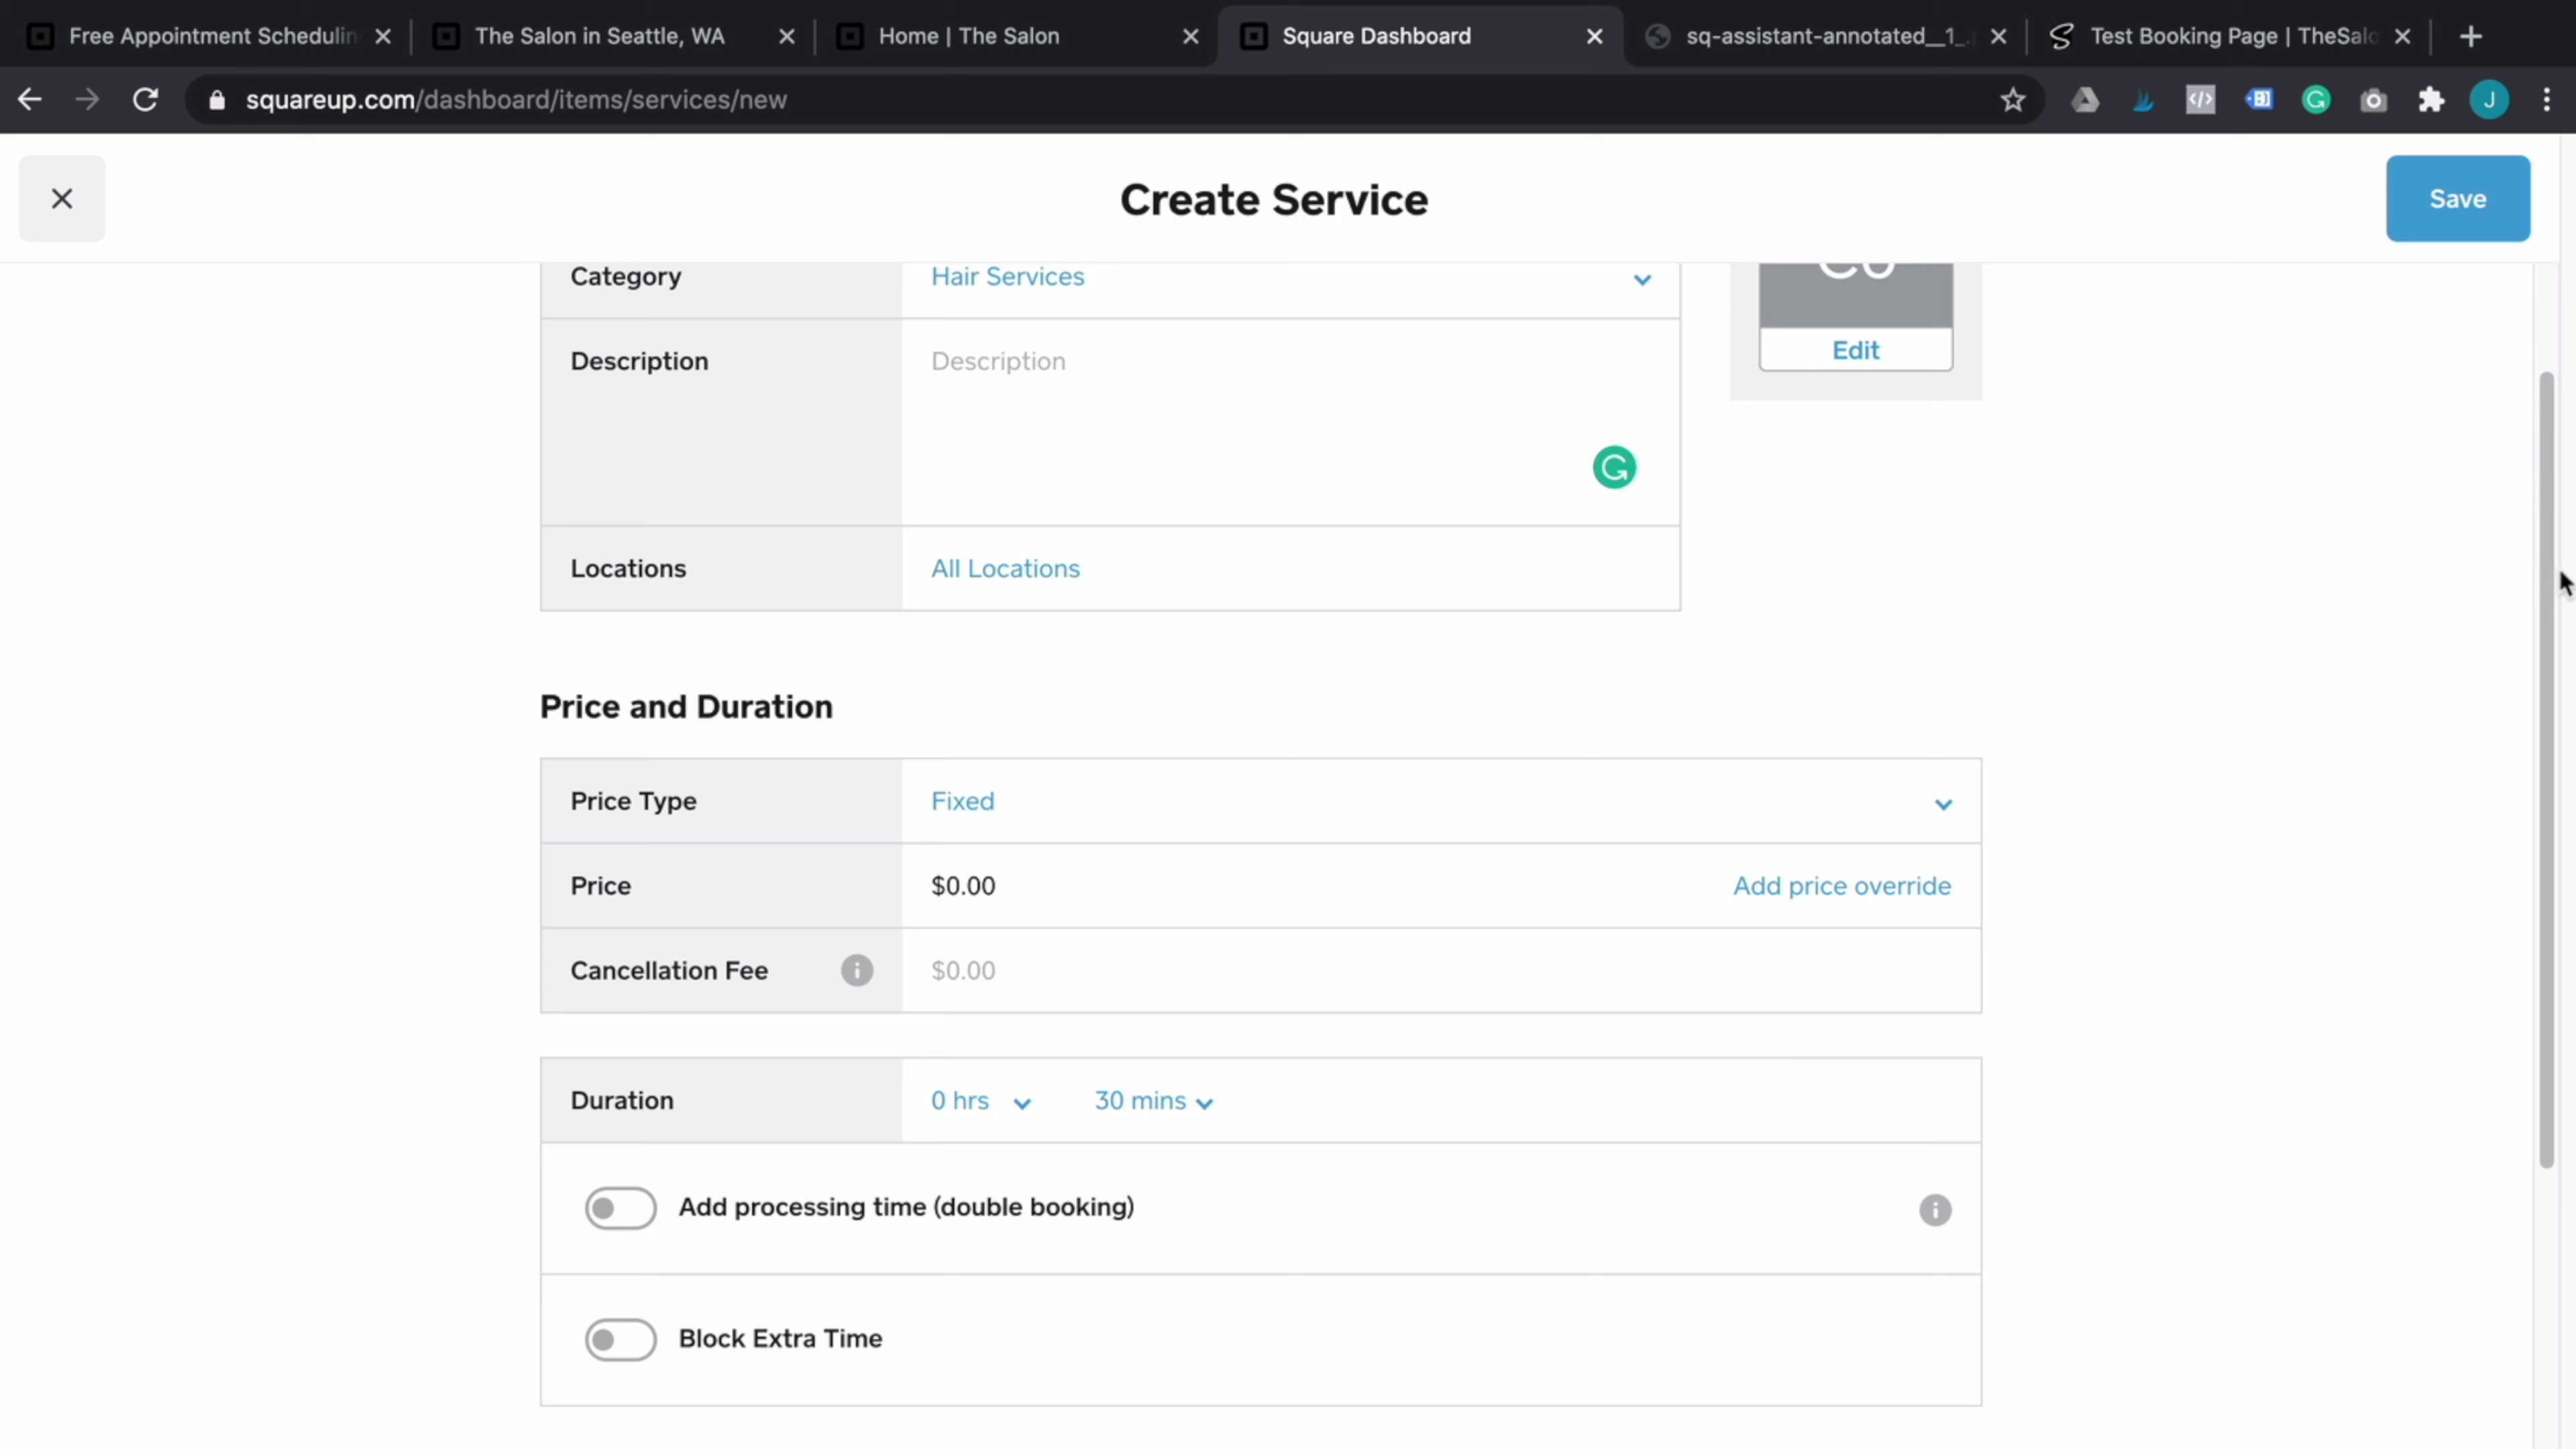 Free Appointment Schedulin
The Salon in Seattle, WA
Home | The Salon
Square Dashboard
sq-assistant-annotated__1_.
Test Booking Page | TheSalo
squareup.com/dashboard/items/services/new
J
Create Service
Save
Category
Hair Services
Edit
Description
Description
Locations
All Locations
Price and Duration
Price Type
Fixed
Price
$0.00
Add price override
Cancellation Fee
$0.00
Duration
0 hrs
30 mins
Add processing time (double booking)
Block Extra Time